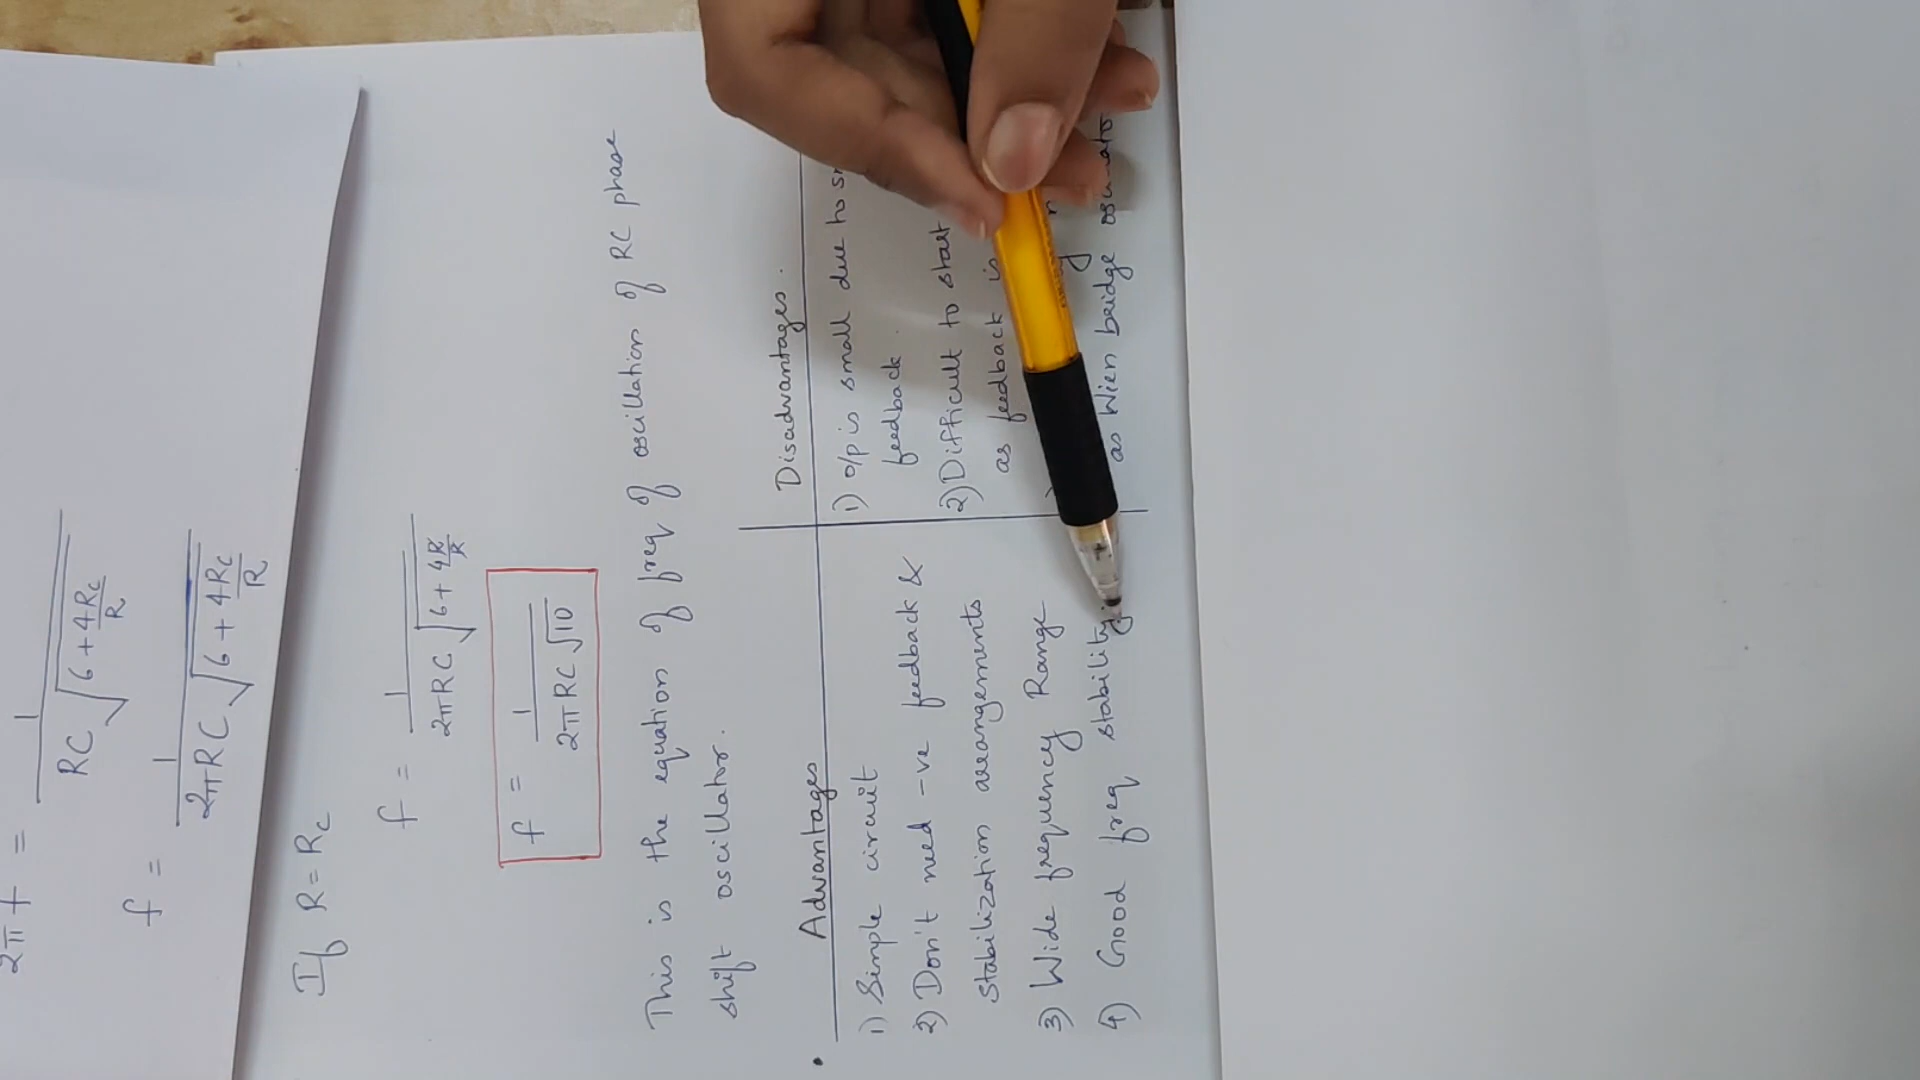 2πf = 1 / RC √6 + 4Rc/R
f = 1 / 2πRC √6 + 4Rc/R
If R = Rc
f = 1 / 2πRC √6 + 4R/R
f = 1 / 2πRC √10
This is the equation of freq of oscillation of RC phase
shift oscillator.
Advantages
1) Simple circuit
2) Don't need -ve feedback &
stabilization arrangements
3) Wide frequency Range
4) Good freq stability
Disadvantages.
1) o/p is small due to
feedback
2) Difficult to start
as feedback is
as Wien bridge